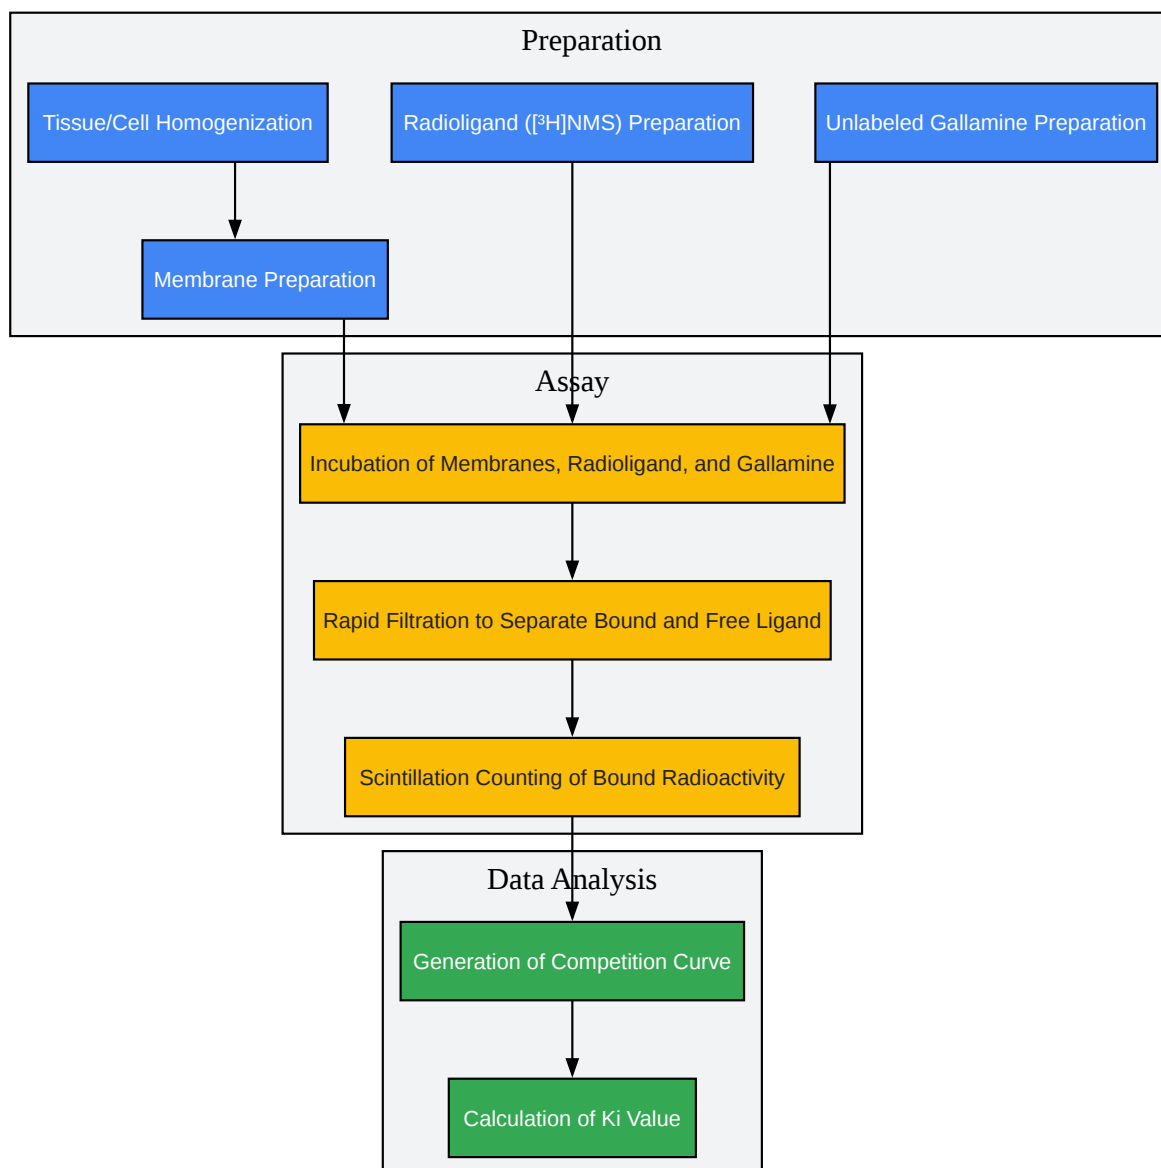 Preparation
Tissue/Cell Homogenization
Radioligand ([³H]NMS) Preparation
Unlabeled Gallamine Preparation
Membrane Preparation
Assay
Incubation of Membranes, Radioligand, and Gallamine
Rapid Filtration to Separate Bound and Free Ligand
Scintillation Counting of Bound Radioactivity
Data Analysis
Generation of Competition Curve
Calculation of Ki Value